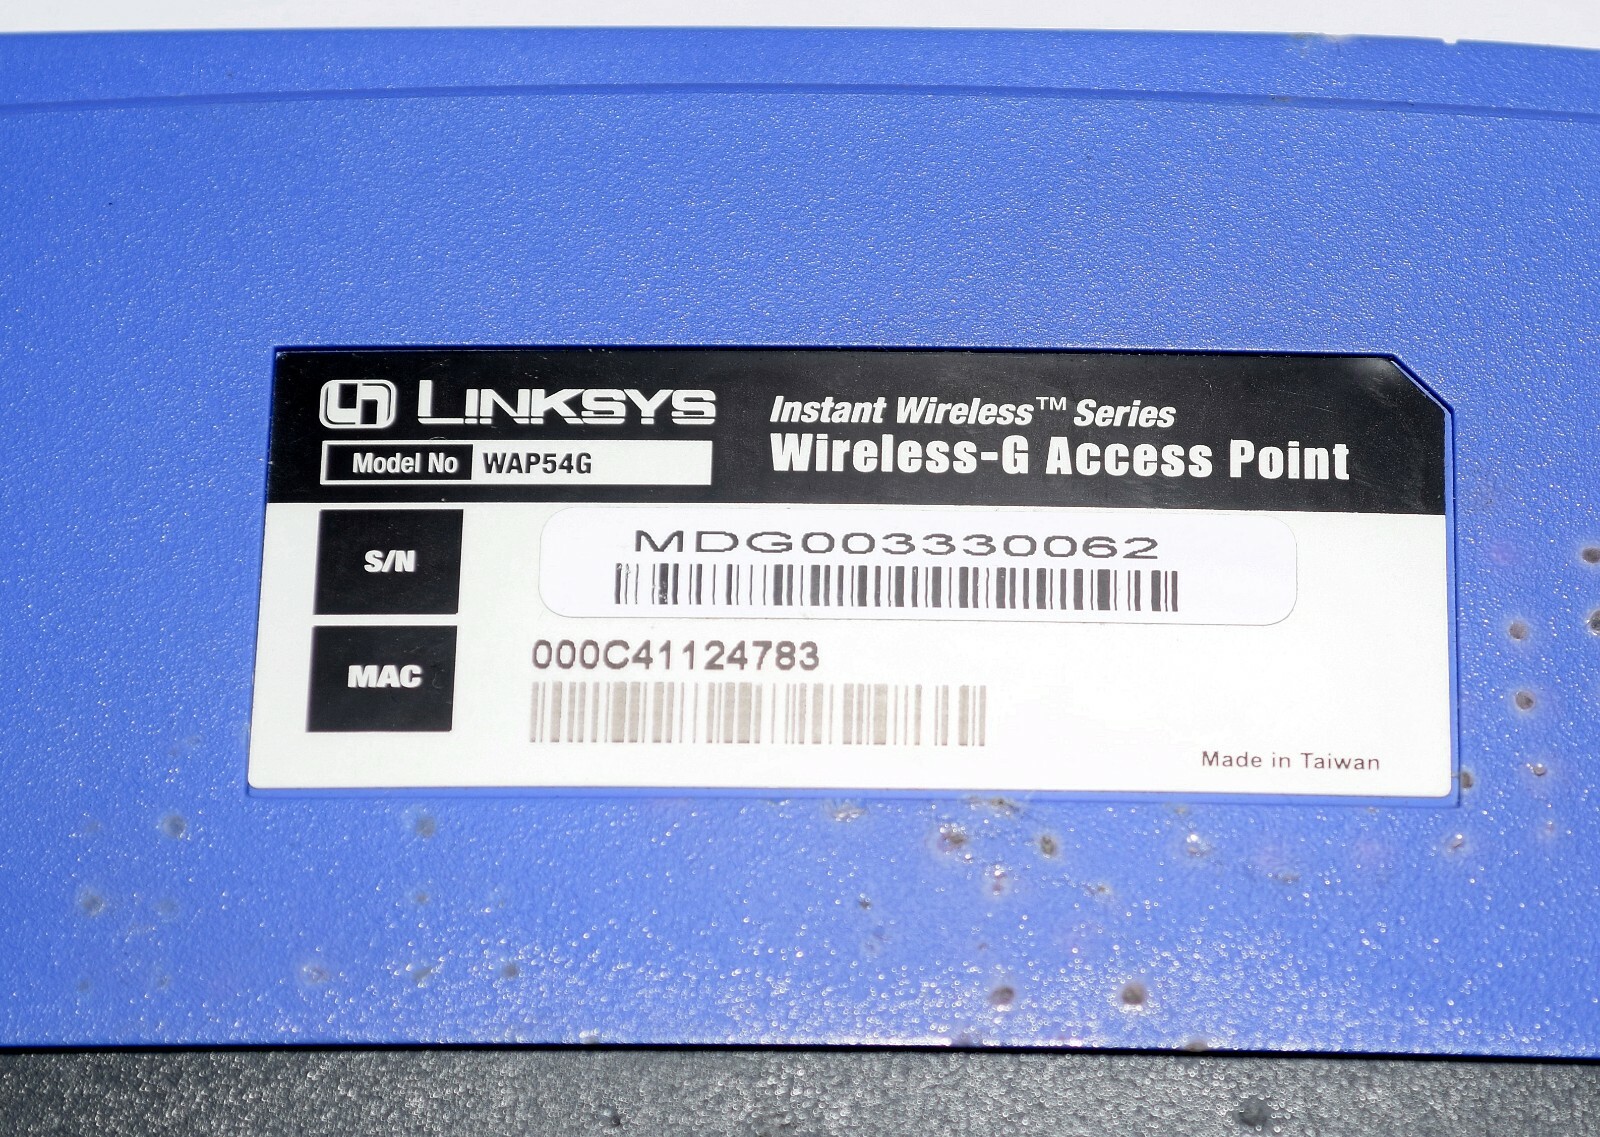 LINKSYS
Instant Wireless™ Series
Model No WAP54G
Wireless-G Access Point
S/N
MDG003330062
MAC
000C41124783
Made in Taiwan